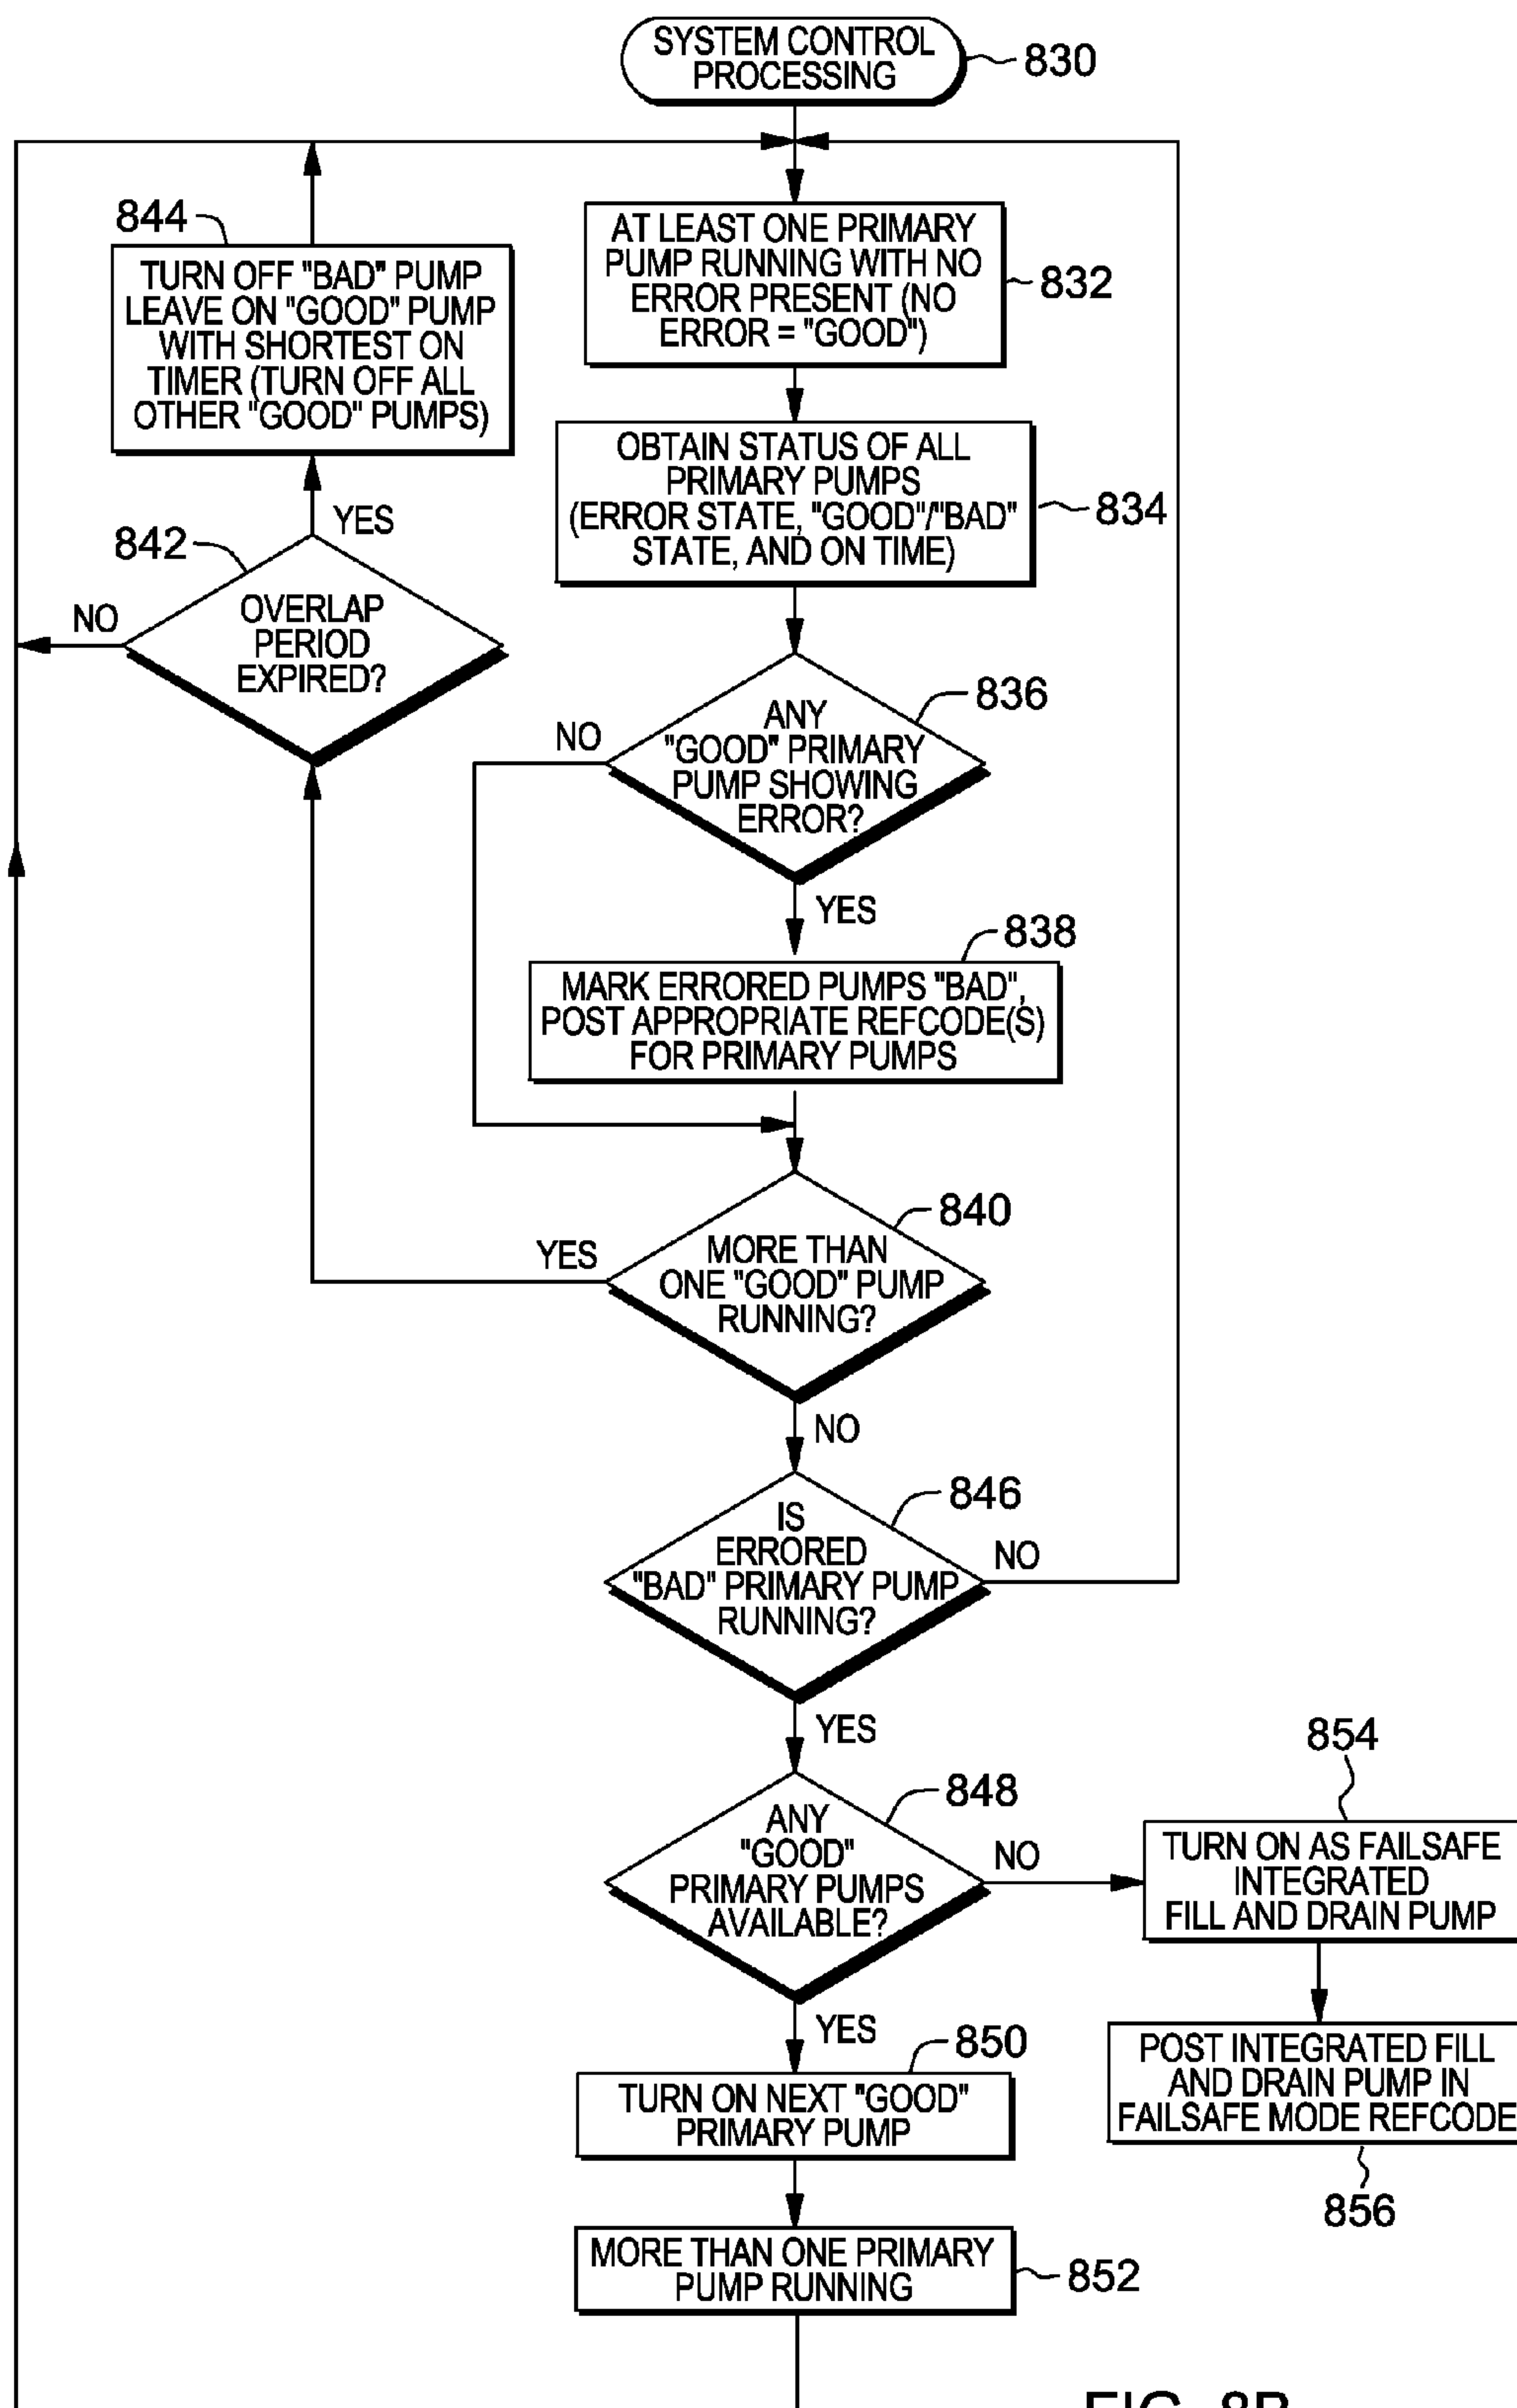 SYSTEM CONTROL
PROCESSING
830
844
TURN OFF "BAD" PUMP
LEAVE ON "GOOD" PUMP
WITH SHORTEST ON
TIMER (TURN OFF ALL
OTHER "GOOD" PUMPS)
AT LEAST ONE PRIMARY
PUMP RUNNING WITH NO
ERROR PRESENT (NO
ERROR = "GOOD")
832
OBTAIN STATUS OF ALL
PRIMARY PUMPS
(ERROR STATE, "GOOD"/"BAD"
STATE, AND ON TIME)
834
YES
842
NO
OVERLAP
PERIOD
EXPIRED?
836
NO
ANY
"GOOD" PRIMARY
PUMP SHOWING
ERROR?
YES
838
MARK ERRORED PUMPS "BAD",
POST APPROPRIATE REFCODE(S)
FOR PRIMARY PUMPS
840
YES
MORE THAN
ONE "GOOD" PUMP
RUNNING?
NO
846
IS
ERRORED
"BAD" PRIMARY PUMP
RUNNING?
NO
YES
848
ANY
"GOOD"
PRIMARY PUMPS
AVAILABLE?
NO
854
TURN ON AS FAILSAFE
INTEGRATED
FILL AND DRAIN PUMP
YES
850
TURN ON NEXT "GOOD"
PRIMARY PUMP
POST INTEGRATED FILL
AND DRAIN PUMP IN
FAILSAFE MODE REFCODE
856
MORE THAN ONE PRIMARY
PUMP RUNNING
852
FIG. 8B